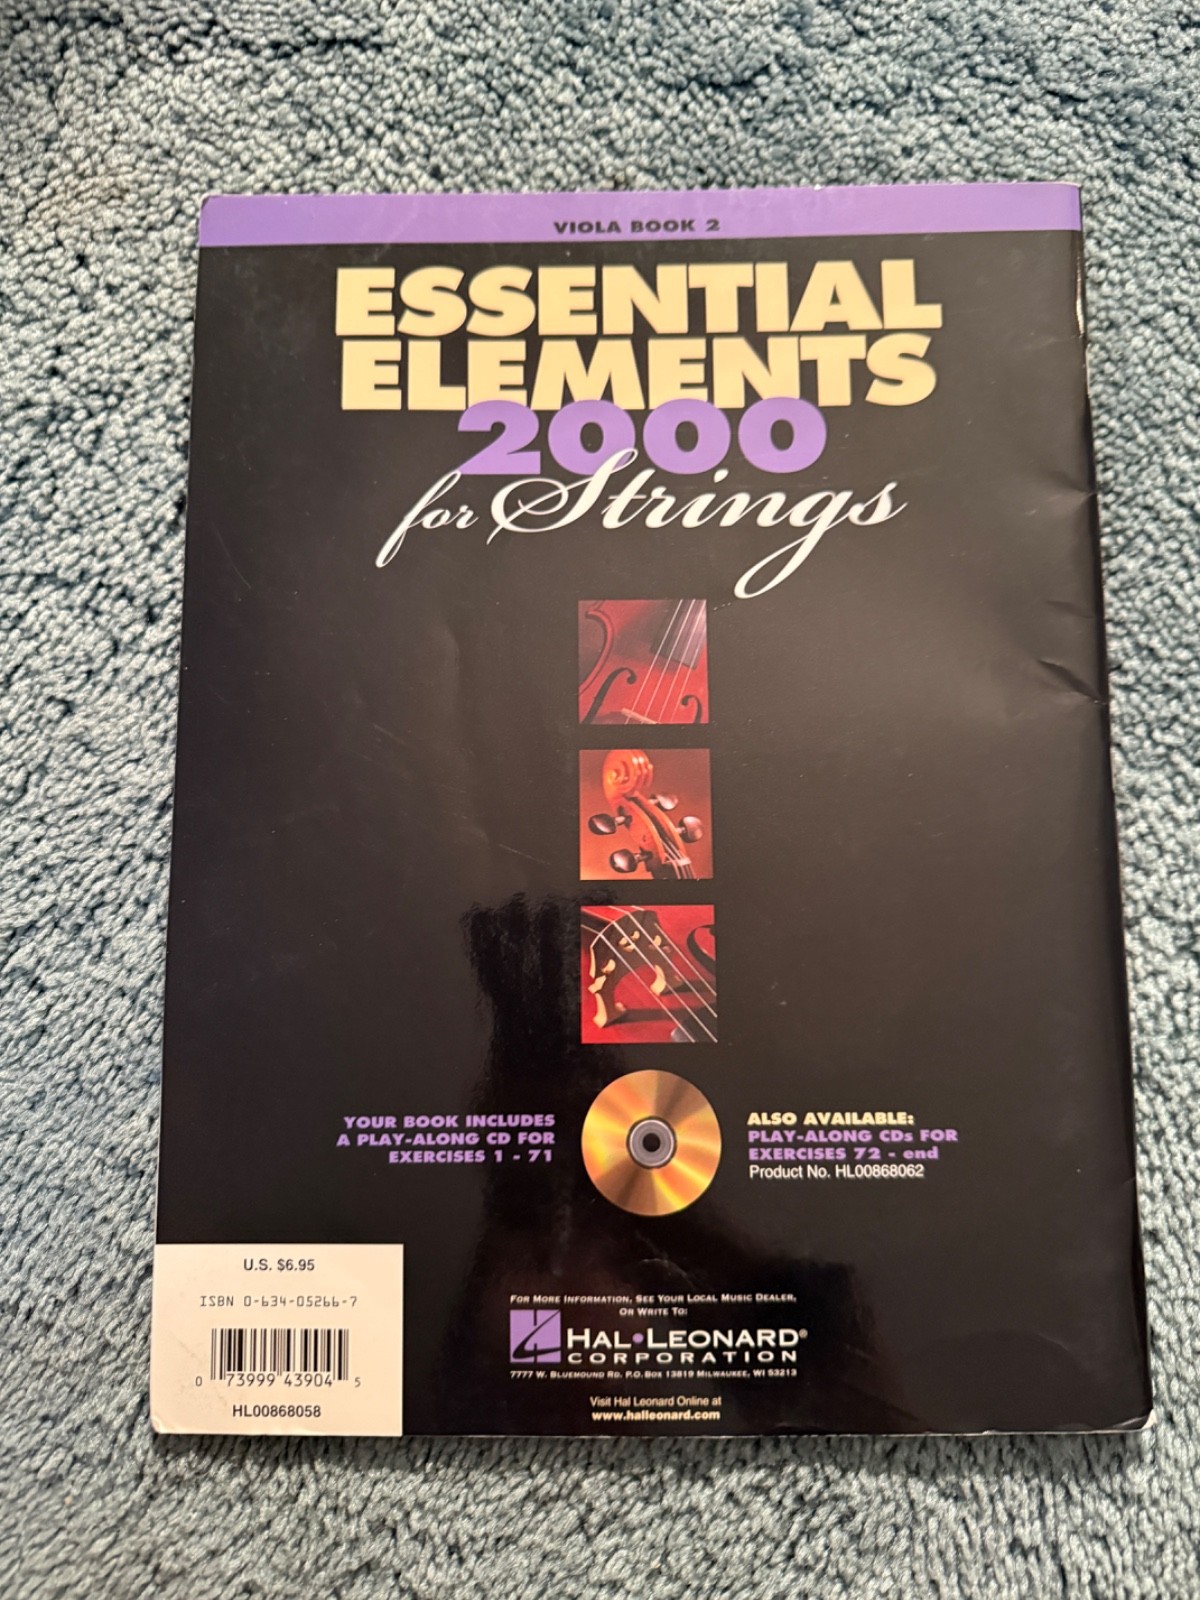 VIOLA BOOK 2
ESSENTIAL
ELEMENTS
2000
for Strings
YOUR BOOK INCLUDES
A PLAY-ALONG CD FOR
EXERCISES 1 - 71
ALSO AVAILABLE:
PLAY-ALONG CDs FOR
EXERCISES 72 - end
Product No. HL00868062
U.S. $6.95
ISBN 0-634-05266-7
0 73999 43904 5
HL00868058
FOR MORE INFORMATION, SEE YOUR LOCAL MUSIC DEALER,
OR WRITE TO:
HAL•LEONARD®
CORPORATION
7777 W. BLUEMOUND RD. P.O. BOX 13819 MILWAUKEE, WI 53213
Visit Hal Leonard Online at
www.halleonard.com